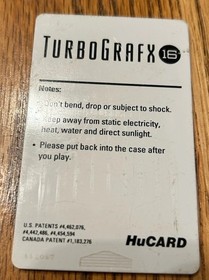 TURBOGRAFX 16
Notes:
• Don't bend, drop or subject to shock.
• Keep away from static electricity,
heat, water and direct sunlight.
• Please put back into the case after
you play.
U.S. PATENTS #4,462,076,
#4,442,486, #4,454,594
CANADA PATENT #1,183,276
HuCARD